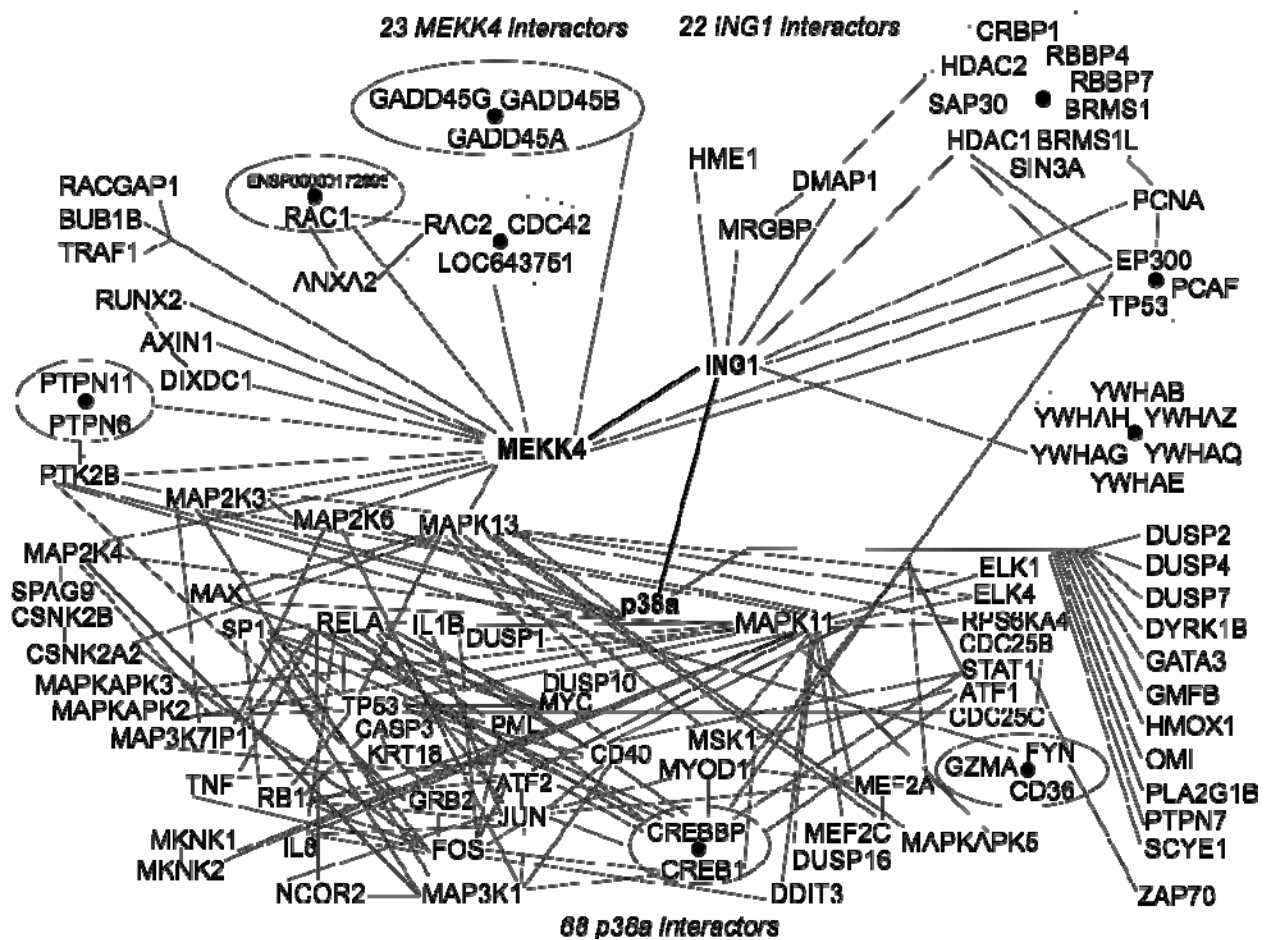 23 MEKK4 interactors
22 ING1 interactors
CRBP1
RBBP4
HDAC2
RBBP7
SAP30
BRMS1
HDAC1 BRMS1L
SIN3A
GADD45G GADD45B
GADD45A
HME1
DMAP1
MRGBP
PCNA
EP300
PCAF
TP53
RACGAP1
BUB1B
TRAF1
RAC1
RAC2 CDC42
LOC643751
ANXA2
RUNX2
AXIN1
DIXDC1
PTPN11
PTPN6
ING1
MEKK4
YWHAB
YWHAH YWHAZ
YWHAG YWHAQ
YWHAE
PTK2B
MAP2K3
MAP2K6
MAPK13
MAP2K4
SPAG9
CSNK2B
CSNK2A2
MAPKAPK3
MAPKAPK2
MAP3K7IP1
MAX
SP1
RELA
IL1B
DUSP1
p38a
MAPK11
DUSP10
MYC
TP53
CASP3
PML
KRT18
CD40
MSK1
MYOD1
ELK1
ELK4
RPS6KA4
CDC25B
STAT1
ATF1
CDC25C
DUSP2
DUSP4
DUSP7
DYRK1B
GATA3
GMFB
HMOX1
OMI
PLA2G1B
PTPN7
SCYE1
ZAP70
FYN
GZMA
CD36
TNF
RB1
GRB2
ATF2
JUN
MEF2A
MEF2C
MAPKAPK5
DUSP16
CREBBP
CREB1
MKNK1
MKNK2
IL8
FOS
NCOR2
MAP3K1
DDIT3
68 p38a interactors